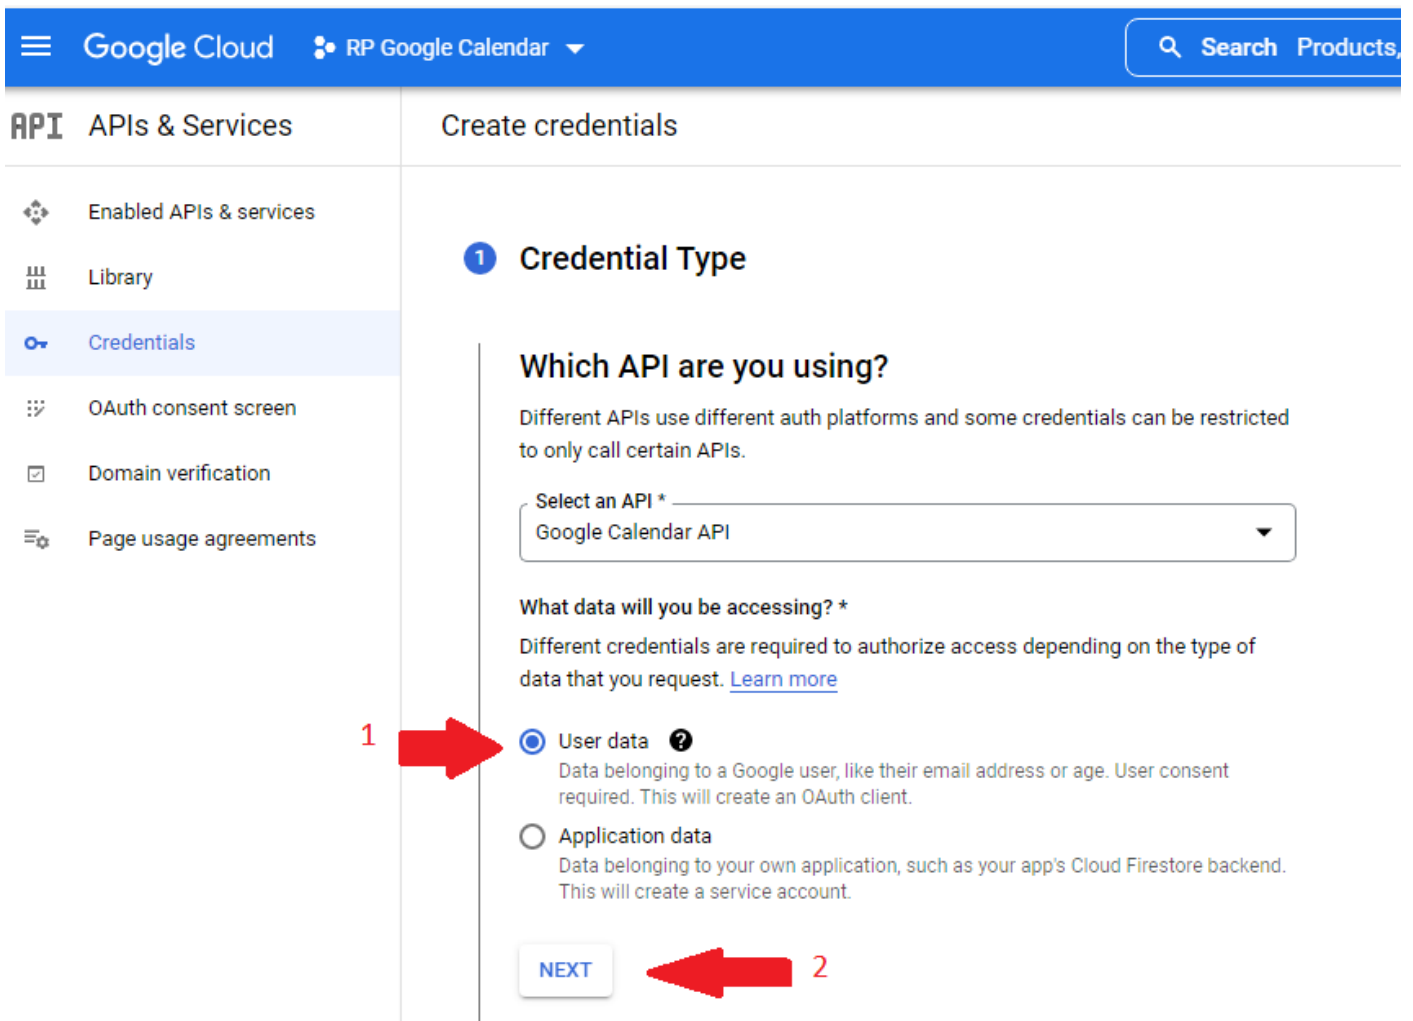 Google Cloud RP Google Calendar Search Products,
API APIs & Services
Create credentials
Enabled APIs & services
Library
Credentials
OAuth consent screen
Domain verification
Page usage agreements
1 Credential Type
Which API are you using?
Different APIs use different auth platforms and some credentials can be restricted
to only call certain APIs.
Select an API *
Google Calendar API
What data will you be accessing? *
Different credentials are required to authorize access depending on the type of
data that you request. Learn more
1
User data ?
Data belonging to a Google user, like their email address or age. User consent
required. This will create an OAuth client.
Application data
Data belonging to your own application, such as your app's Cloud Firestore backend.
This will create a service account.
NEXT
2